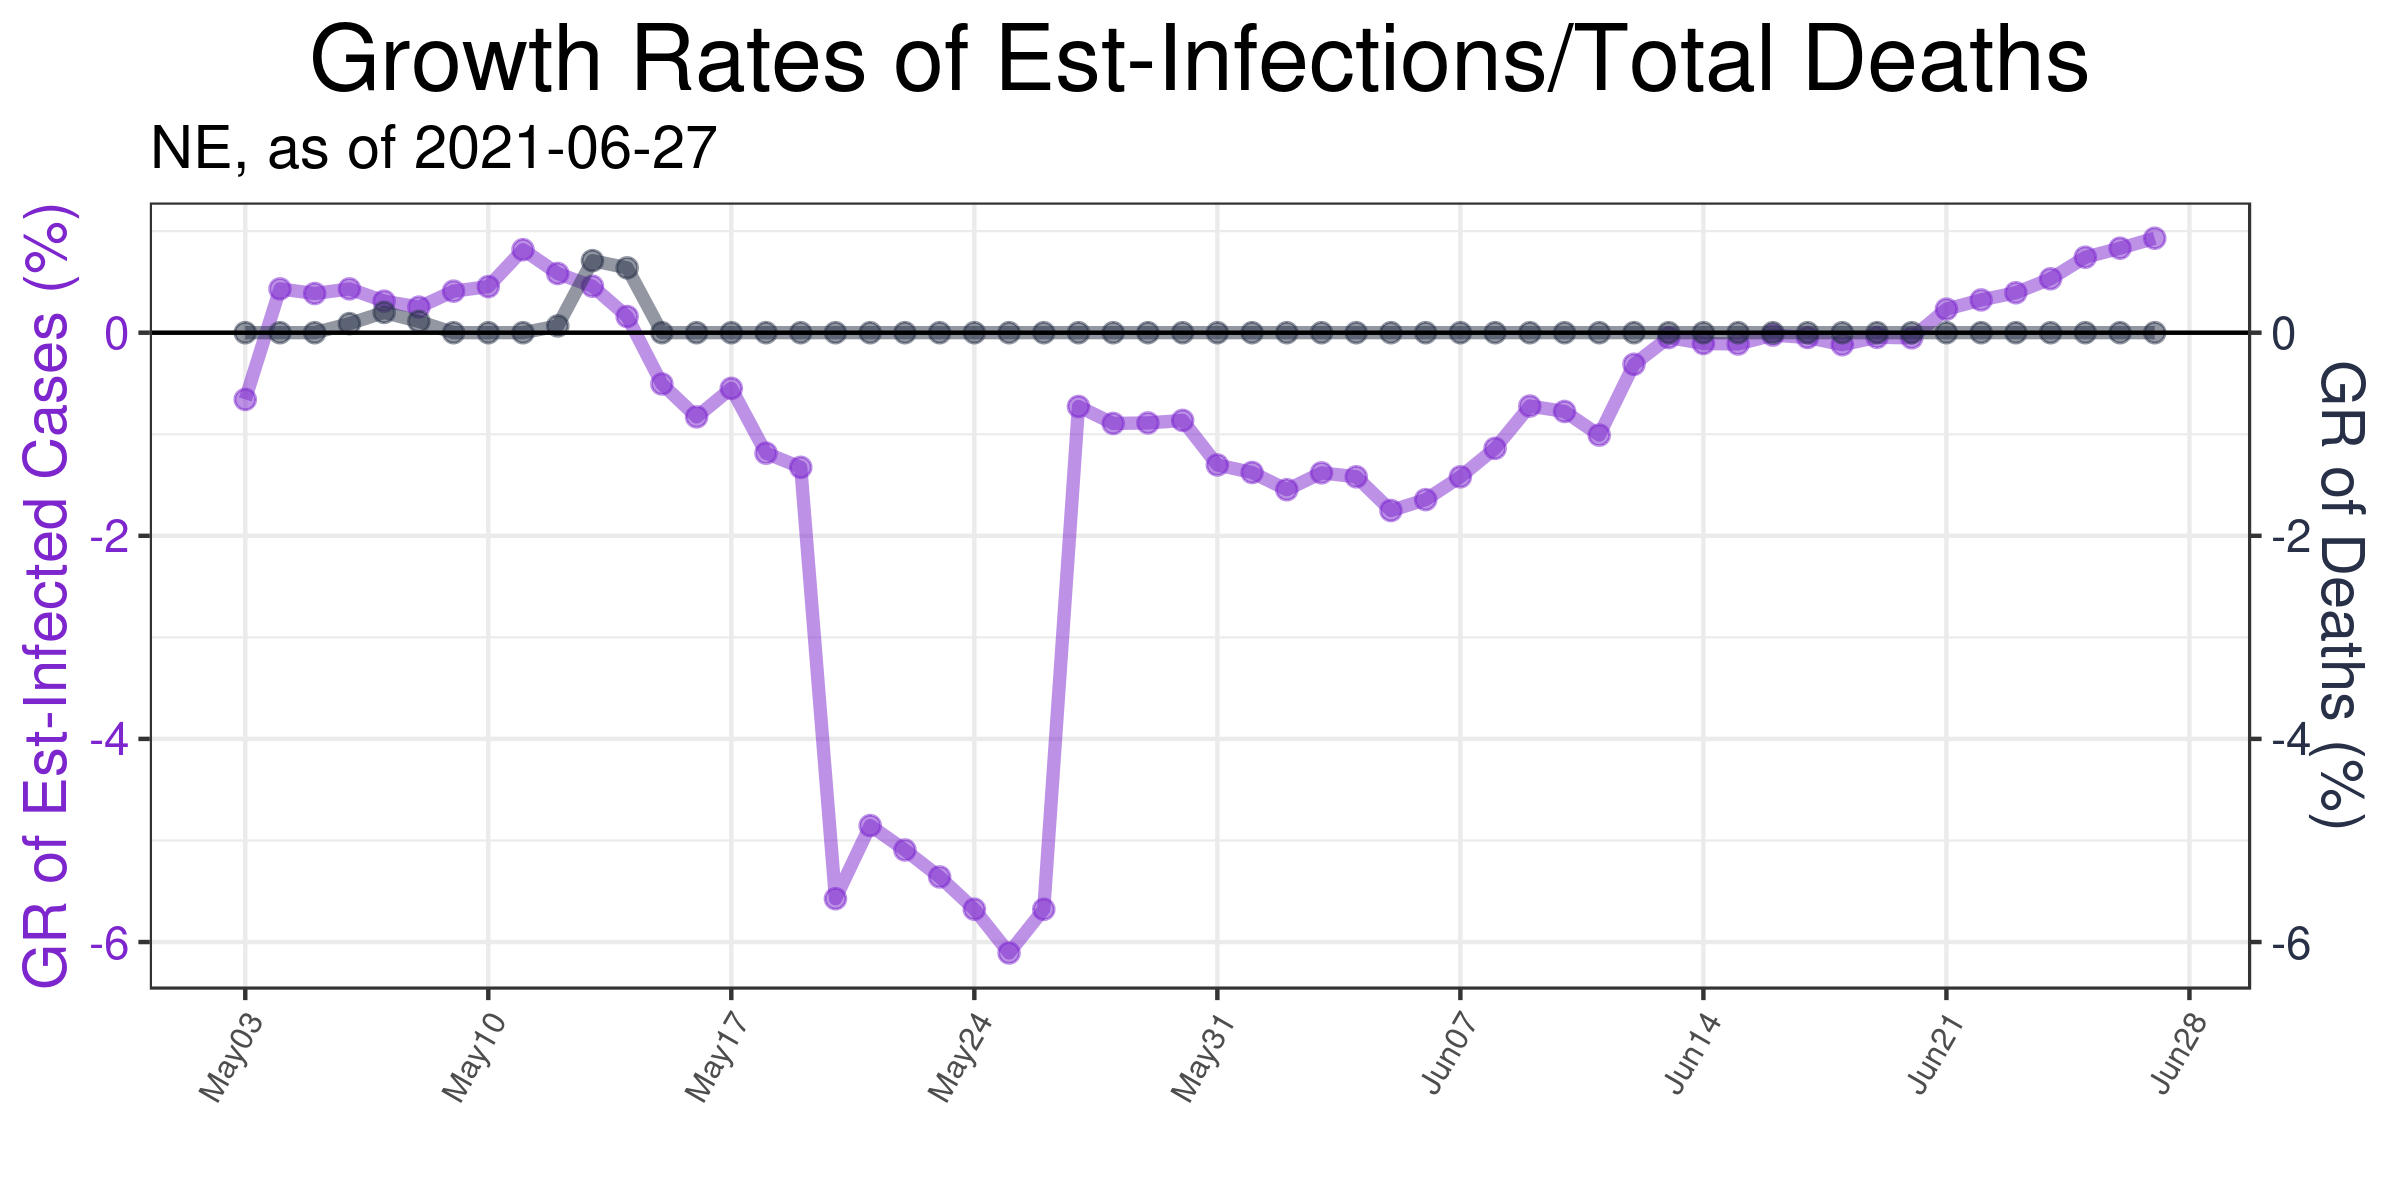 Growth Rates of Est-Infections/Total Deaths
NE, as of 2021-06-27
GR of Est-Infected Cases (%)
0
-2
-4
-6
0
-2
-4
-6
GR of Deaths (%)
May03
May10
May17
May24
May31
Jun07
Jun14
Jun21
Jun28